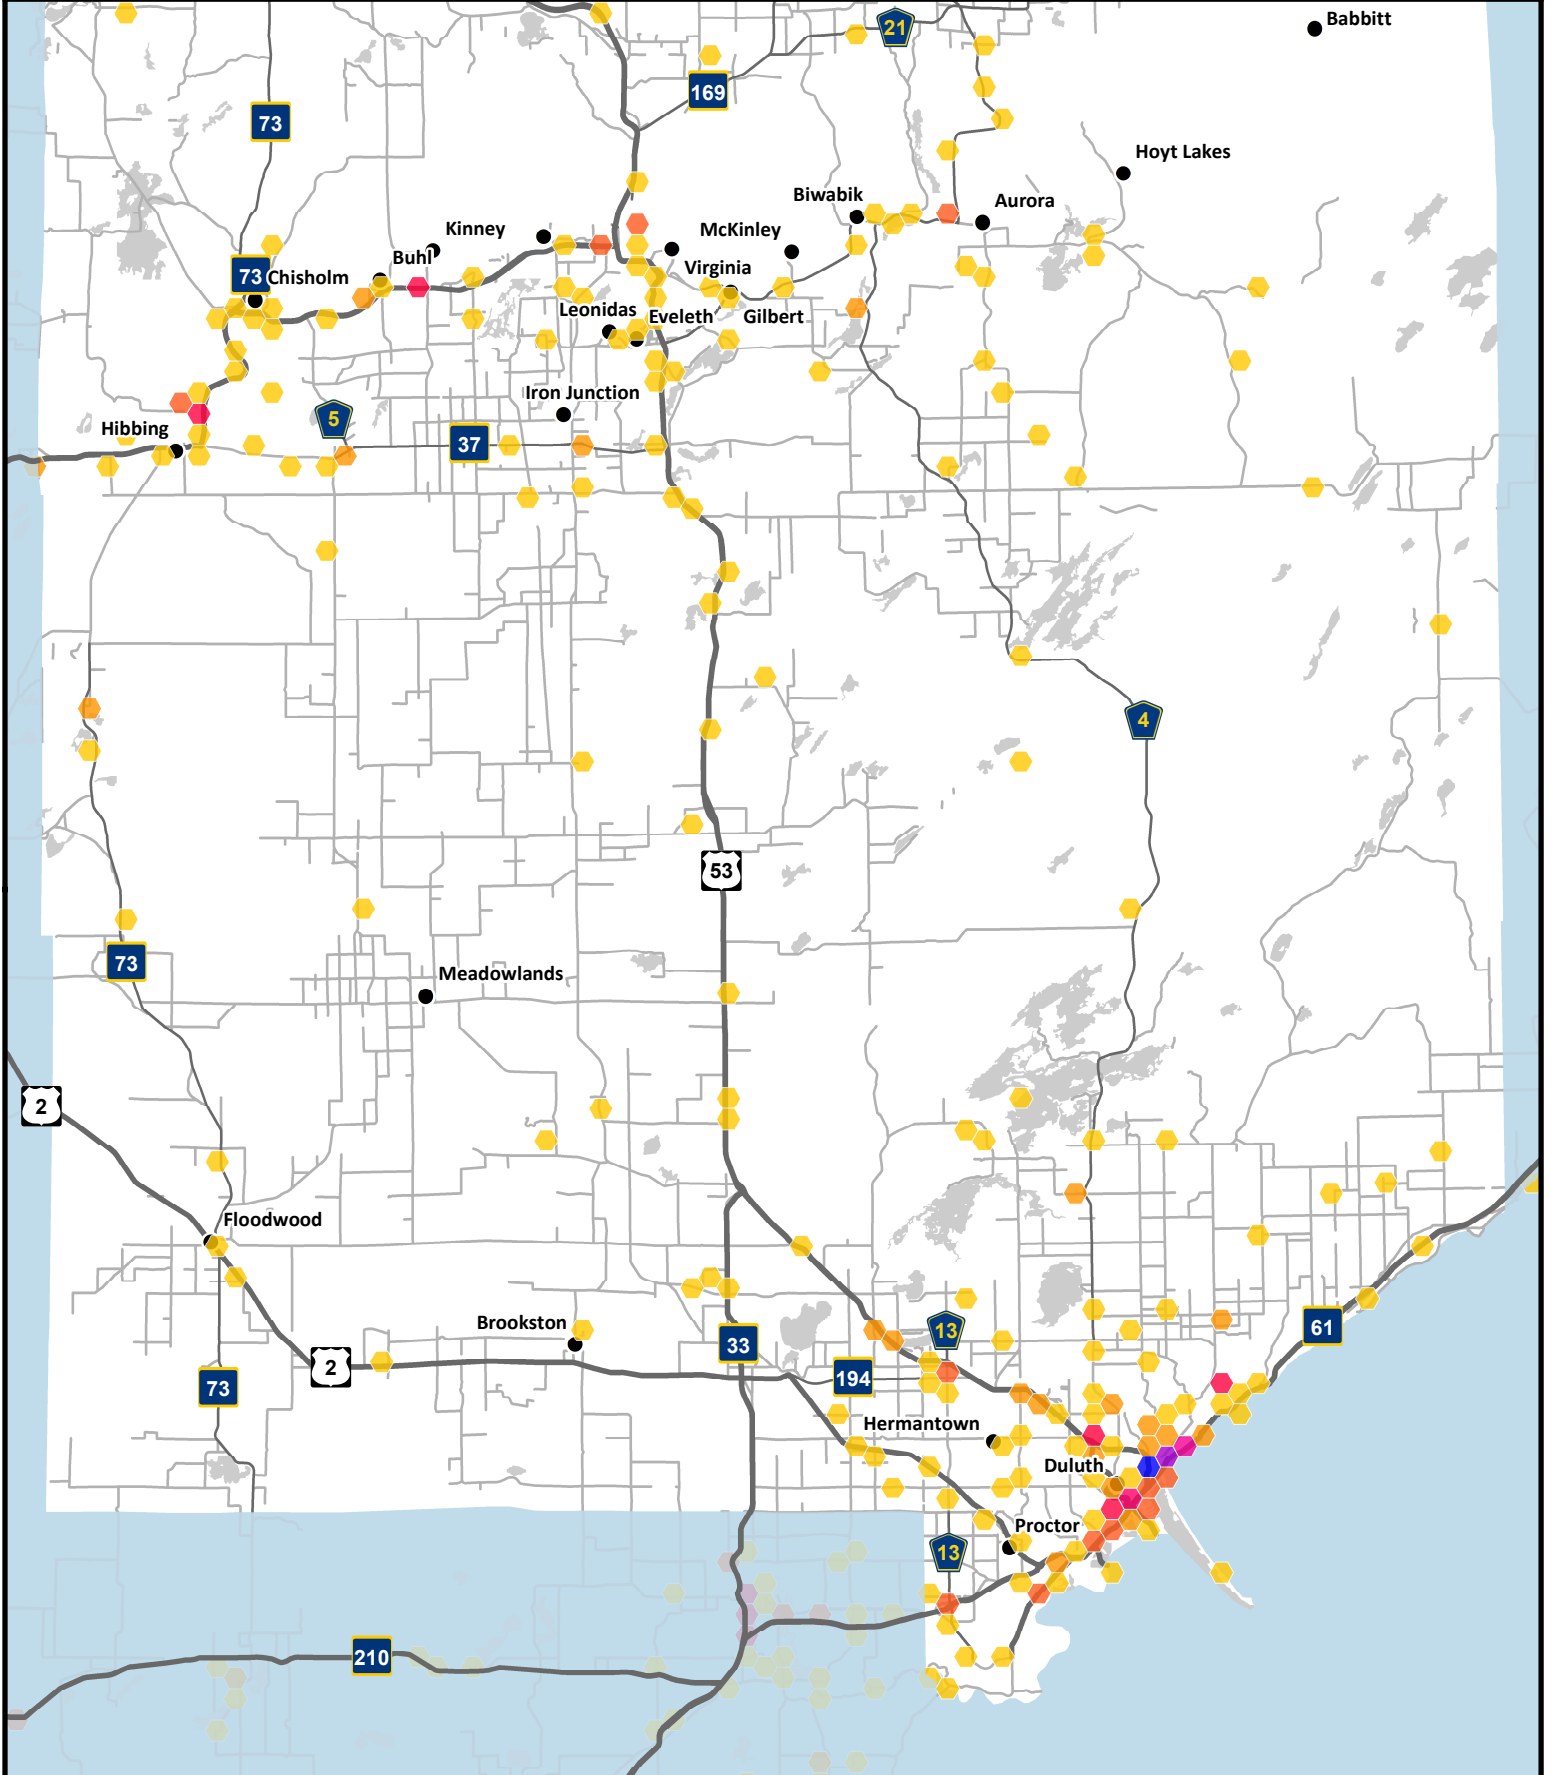 Babbitt
21
169
73
Hoyt Lakes
Biwabik
Aurora
Kinney
McKinley
Buhl
Virginia
73
Chisholm
Leonidas
Eveleth
Gilbert
Iron Junction
5
Hibbing
37
4
53
73
Meadowlands
2
Floodwood
Brookston
13
61
33
2
194
73
Hermantown
Duluth
Proctor
13
210